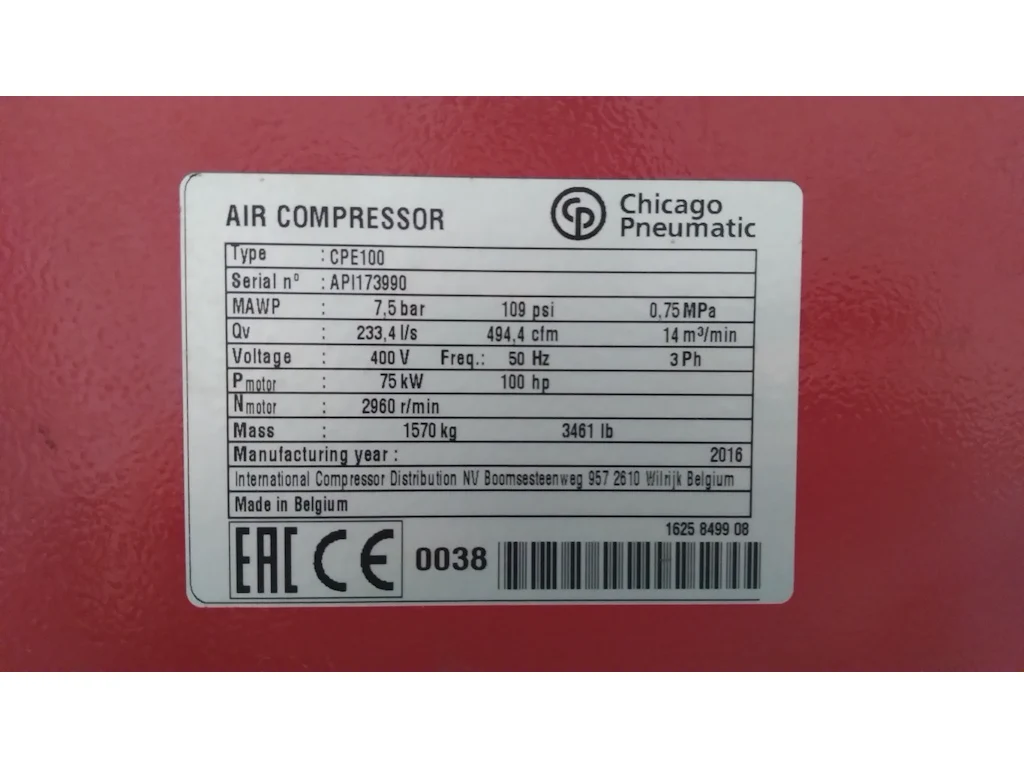 AIR COMPRESSOR
CP Chicago
Pneumatic
Type : CPE100
Serial nº : API173990
MAWP : 7,5 bar 109 psi 0,75 MPa
Qv : 233,4 l/s 494,4 cfm 14 m³/min
Voltage : 400 V Freq.: 50 Hz 3 Ph
Pmotor : 75 kW 100 hp
Nmotor : 2960 r/min
Mass : 1570 kg 3461 lb
Manufacturing year : 2016
International Compressor Distribution NV Boomsesteenweg 957 2610 Wilrijk Belgium
Made in Belgium
1625 8499 08
EAC CE 0038